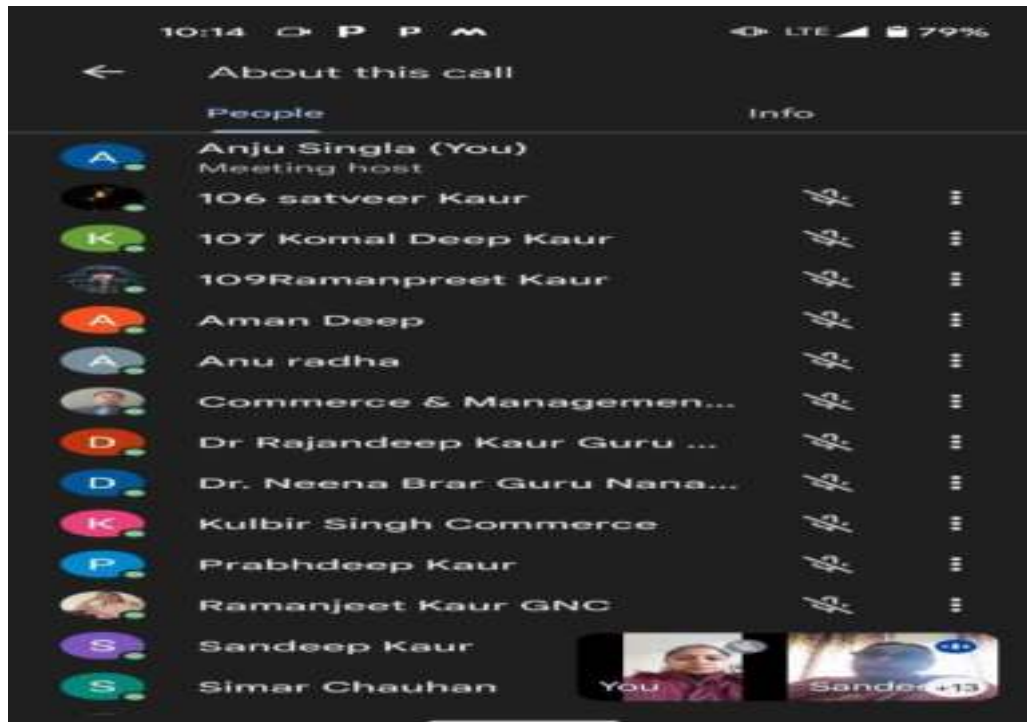 10:14 P P LTE 79%
← About this call
People Info
A Anju Singla (You)
Meeting host
106 satveer Kaur
K 107 Komal Deep Kaur
109Ramanpreet Kaur
A Aman Deep
A Anu radha
Commerce & Managemen...
D Dr Rajandeep Kaur Guru ...
D Dr. Neena Brar Guru Nana...
K Kulbir Singh Commerce
P Prabhdeep Kaur
Ramanjeet Kaur GNC
S Sandeep Kaur
S Simar Chauhan You Sande +13